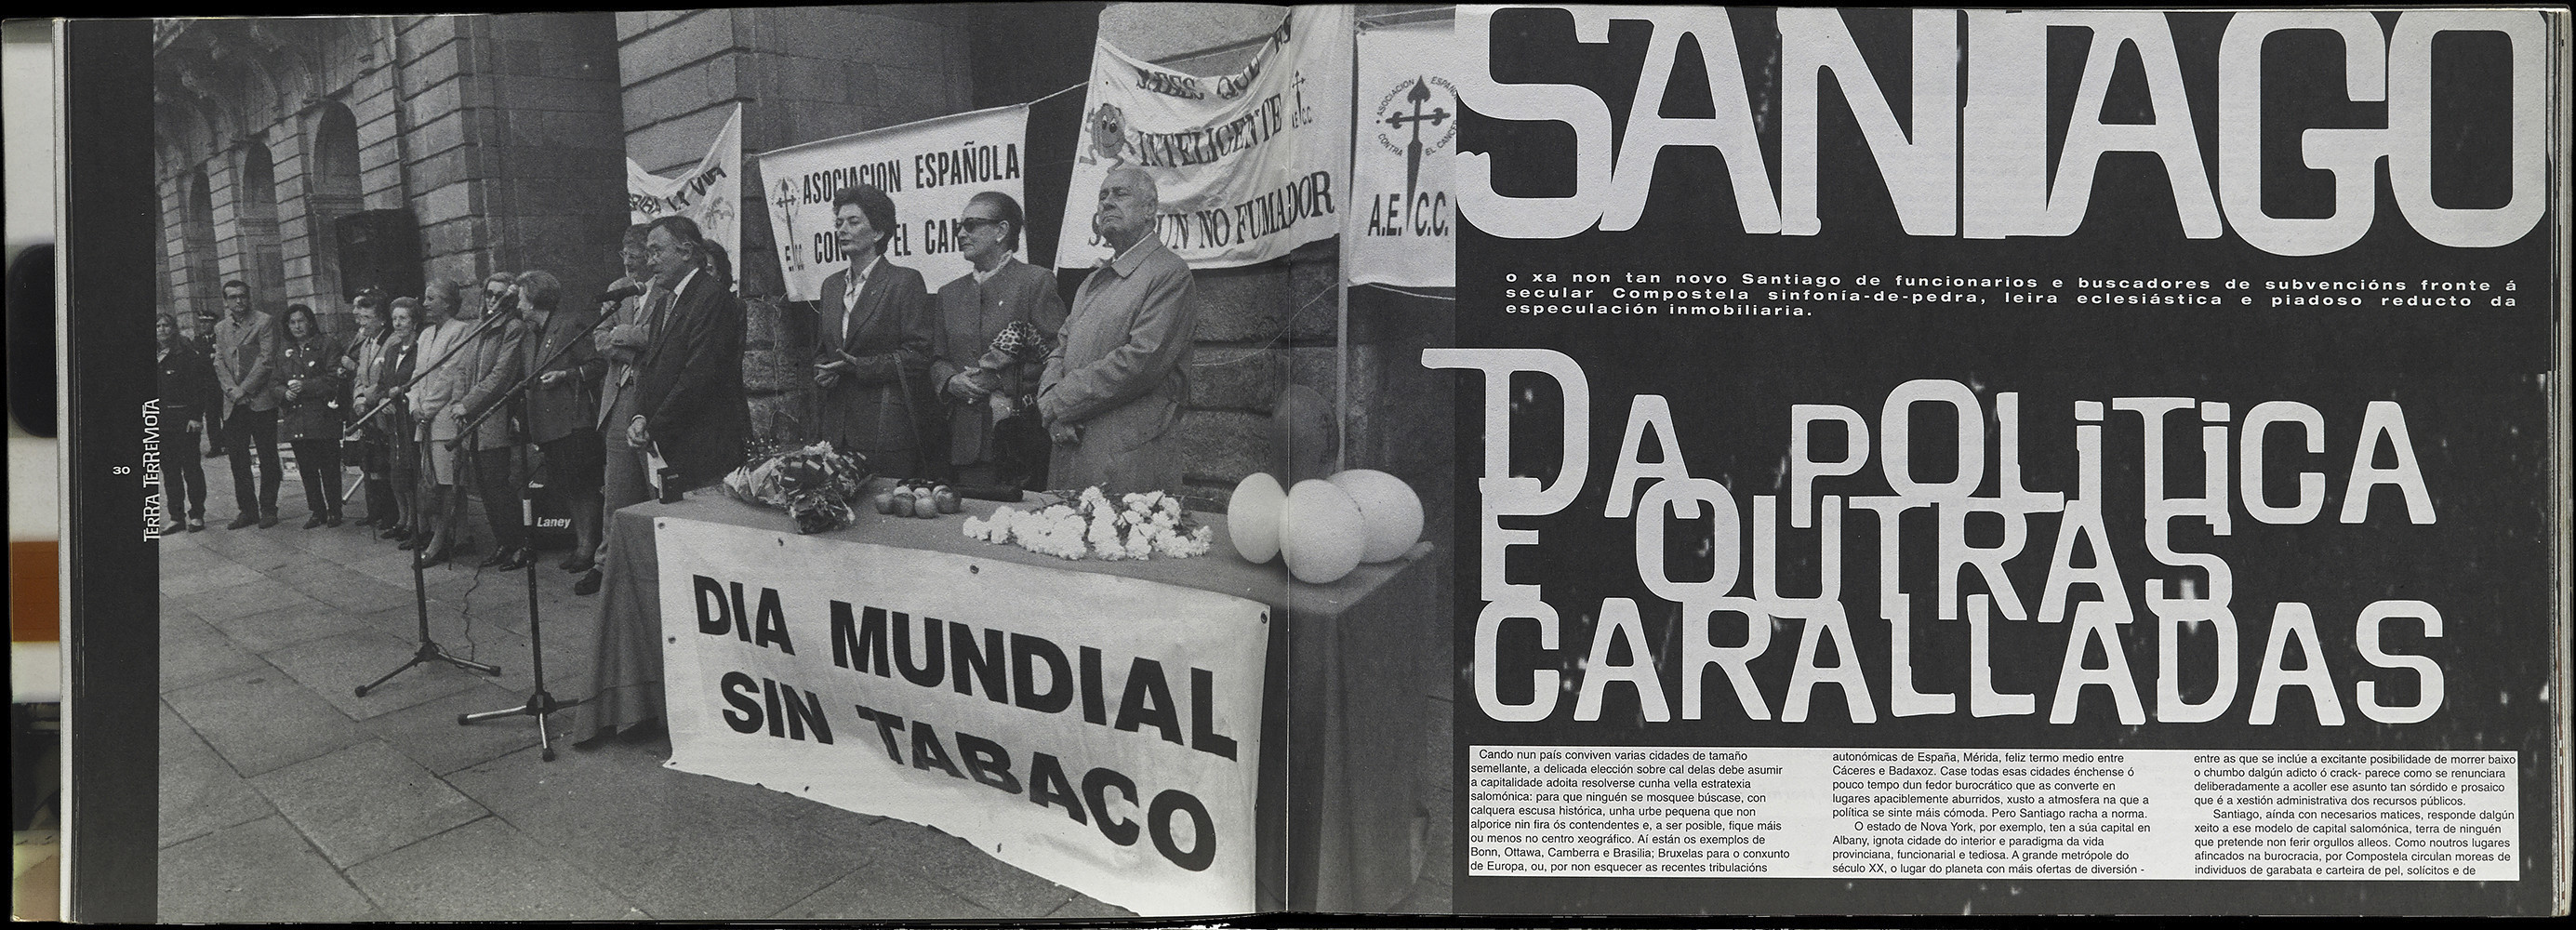 30
TERRA TERREMOTA
ASOCIACION ESPAÑOLA
CON EL CAN
INTELIGENTE
UN NO FUMADOR
ASOCIACION ESPAÑO
CONTRA EL CANCER
A.E. C.C.
Laney
DIA MUNDIAL
SIN TABACO
SANTIAGO
o xa non tan novo Santiago de funcionarios e buscadores de subvencións fronte á
secular Compostela sinfonía-de-pedra, leira eclesiástica e piadoso reducto da
especulación inmobiliaria.
DA POLiTiCA
E OUTRAS
CARALLADAS
Cando nun país conviven varias cidades de tamaño
semellante, a delicada elección sobre cal delas debe asumir
a capitalidade adoita resolverse cunha vella estratexia
salomónica: para que ninguén se mosquee búscase, con
calquera escusa histórica, unha urbe pequena que non
alporice nin fira ós contendentes e, a ser posible, fique máis
ou menos no centro xeográfico. Aí están os exemplos de
Bonn, Ottawa, Camberra e Brasilia; Bruxelas para o conxunto
de Europa, ou, por non esquecer as recentes tribulacións
autonómicas de España, Mérida, feliz termo medio entre
Cáceres e Badaxoz. Case todas esas cidades énchense ó
pouco tempo dun fedor burocrático que as converte en
lugares apaciblemente aburridos, xusto a atmosfera na que a
política se sinte máis cómoda. Pero Santiago racha a norma.
O estado de Nova York, por exemplo, ten a súa capital en
Albany, ignota cidade do interior e paradigma da vida
provinciana, funcionarial e tediosa. A grande metrópole do
século XX, o lugar do planeta con máis ofertas de diversión -
entre as que se inclúe a excitante posibilidade de morrer baixo
o chumbo dalgún adicto ó crack- parece como se renunciara
deliberadamente a acoller ese asunto tan sórdido e prosaico
que é a xestión administrativa dos recursos públicos.
Santiago, aínda con necesarios matices, responde dalgún
xeito a ese modelo de capital salomónica, terra de ninguén
que pretende non ferir orgullos alleos. Como noutros lugares
afincados na burocracia, por Compostela circulan moreas de
individuos de garabata e carteira de pel, solícitos e de